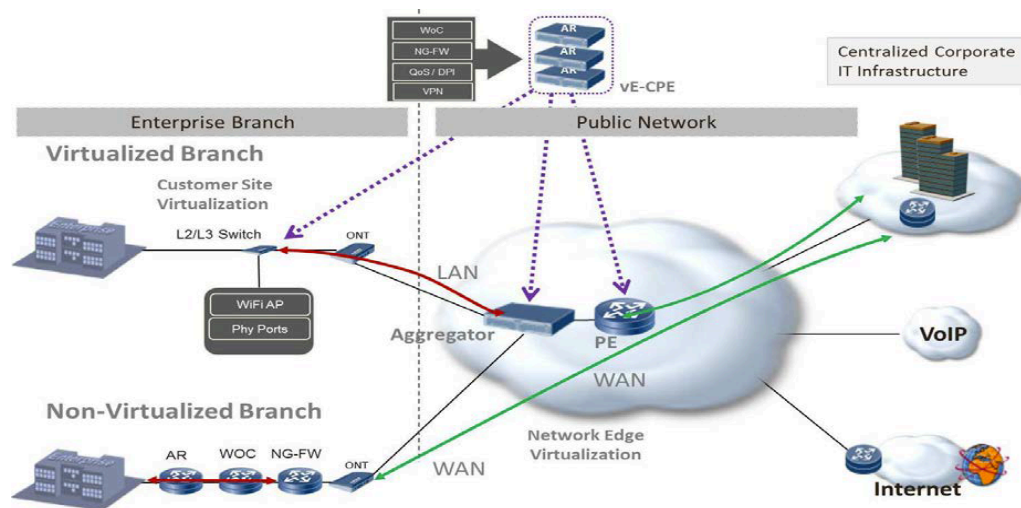 WoC
NG-FW
QoS / DPI
VPN
AR
AR
AR
vE-CPE
Centralized Corporate
IT Infrastructure
Enterprise Branch
Public Network
Virtualized Branch
Customer Site
Virtualization
Enterprise
L2/L3 Switch
ONT
WiFi AP
Phy Ports
LAN
Aggregator
PE
WAN
VoIP
Non-Virtualized Branch
Enterprise
AR
WOC
NG-FW
ONT
WAN
Network Edge
Virtualization
Internet